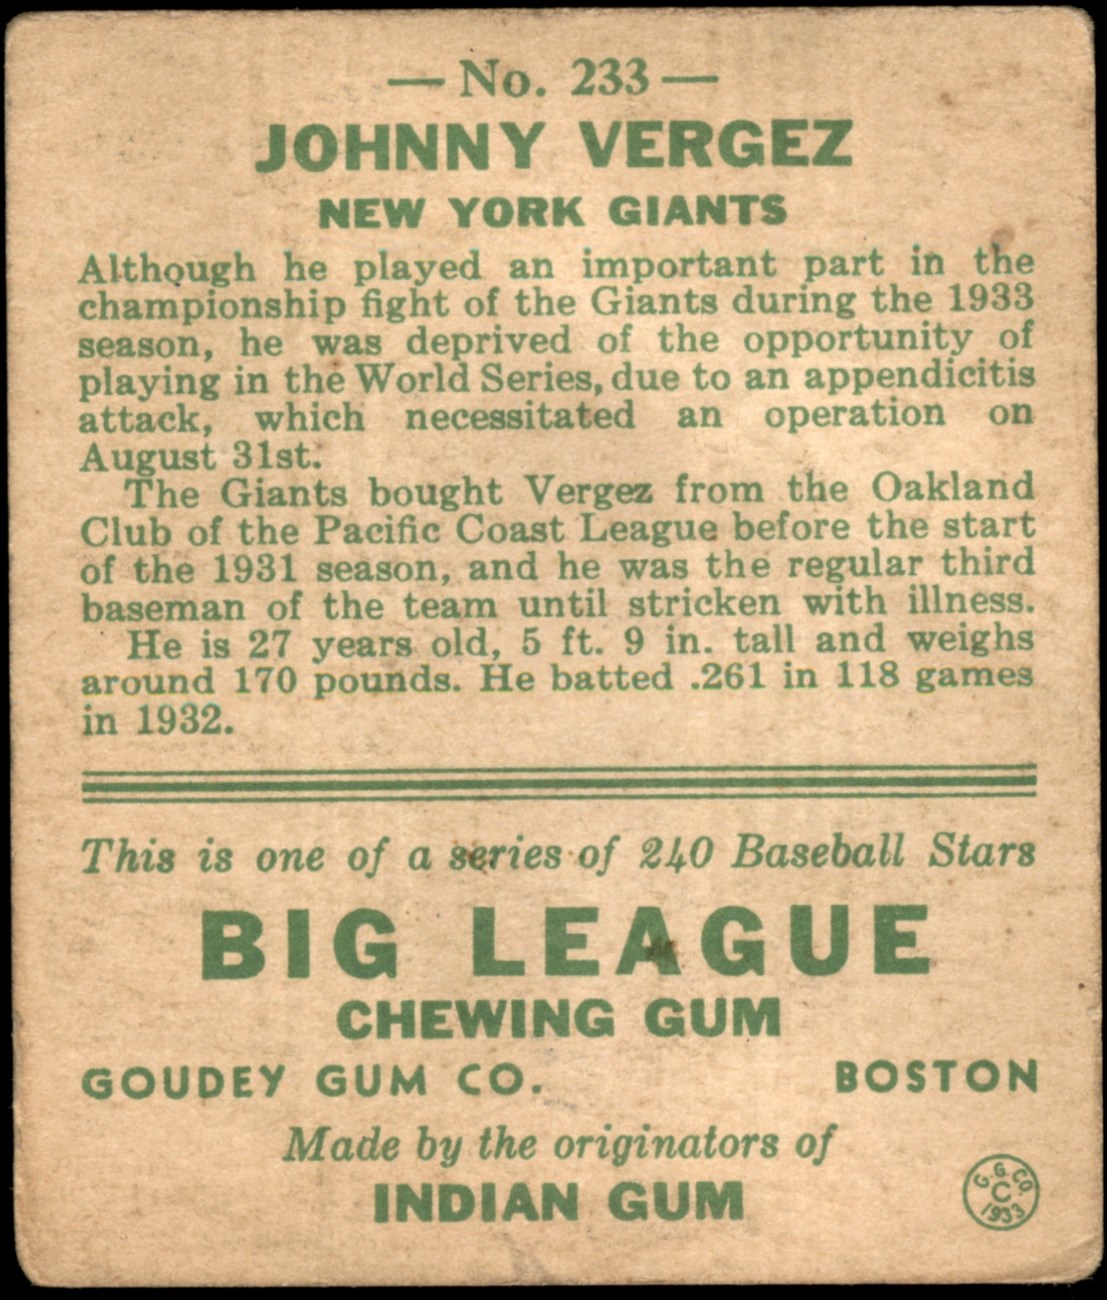 — No. 233 —
JOHNNY VERGEZ
NEW YORK GIANTS
Although he played an important part in the
championship fight of the Giants during the 1933
season, he was deprived of the opportunity of
playing in the World Series, due to an appendicitis
attack, which necessitated an operation on
August 31st.
The Giants bought Vergez from the Oakland
Club of the Pacific Coast League before the start
of the 1931 season, and he was the regular third
baseman of the team until stricken with illness.
He is 27 years old, 5 ft. 9 in. tall and weighs
around 170 pounds. He batted .261 in 118 games
in 1932.
This is one of a series of 240 Baseball Stars
BIG LEAGUE
CHEWING GUM
GOUDEY GUM CO. BOSTON
Made by the originators of
INDIAN GUM
G. G. CO.
C
1933